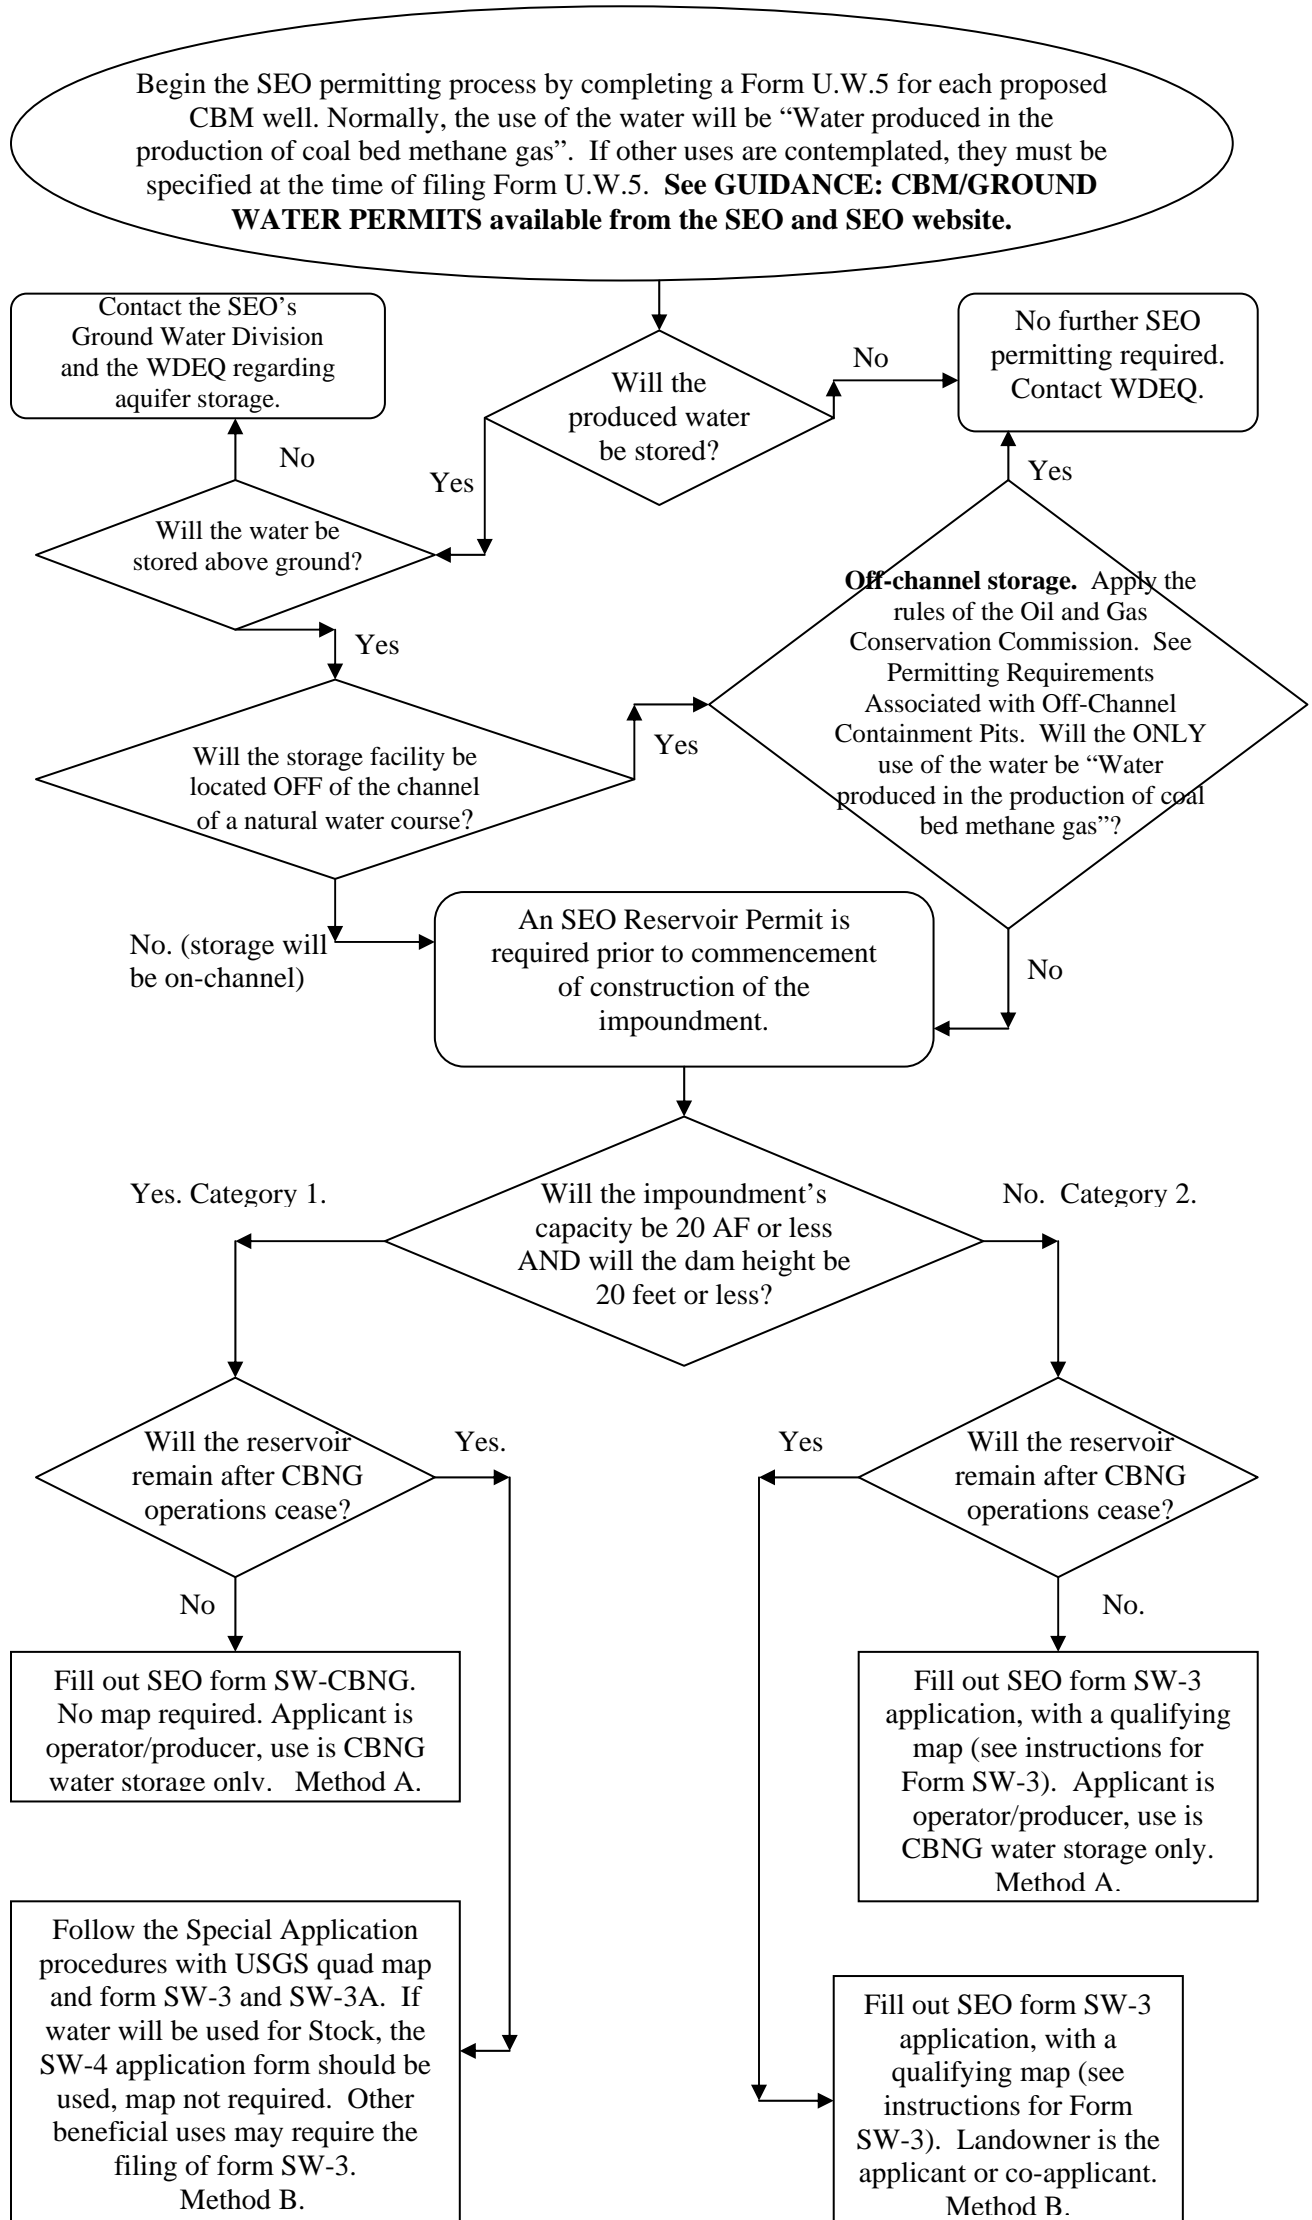 Begin the SEO permitting process by completing a Form U.W.5 for each proposed
CBM well. Normally, the use of the water will be “Water produced in the
production of coal bed methane gas”. If other uses are contemplated, they must be
specified at the time of filing Form U.W.5. See GUIDANCE: CBM/GROUND
WATER PERMITS available from the SEO and SEO website.
Contact the SEO’s
Ground Water Division
and the WDEQ regarding
aquifer storage.
No further SEO
permitting required.
Contact WDEQ.
No
Will the
produced water
be stored?
No
Yes
Yes
Will the water be
stored above ground?
Yes
Off-channel storage. Apply the
rules of the Oil and Gas
Conservation Commission. See
Permitting Requirements
Associated with Off-Channel
Containment Pits. Will the ONLY
use of the water be “Water
produced in the production of coal
bed methane gas”?
Yes
Will the storage facility be
located OFF of the channel
of a natural water course?
No. (storage will
be on-channel)
An SEO Reservoir Permit is
required prior to commencement
of construction of the
impoundment.
No
Yes. Category 1.
Will the impoundment’s
capacity be 20 AF or less
AND will the dam height be
20 feet or less?
No. Category 2.
Will the reservoir
remain after CBNG
operations cease?
Yes.
Yes
Will the reservoir
remain after CBNG
operations cease?
No
No.
Fill out SEO form SW-CBNG.
No map required. Applicant is
operator/producer, use is CBNG
water storage only. Method A.
Fill out SEO form SW-3
application, with a qualifying
map (see instructions for
Form SW-3). Applicant is
operator/producer, use is
CBNG water storage only.
Method A.
Follow the Special Application
procedures with USGS quad map
and form SW-3 and SW-3A. If
water will be used for Stock, the
SW-4 application form should be
used, map not required. Other
beneficial uses may require the
filing of form SW-3.
Method B.
Fill out SEO form SW-3
application, with a
qualifying map (see
instructions for Form
SW-3). Landowner is the
applicant or co-applicant.
Method B.